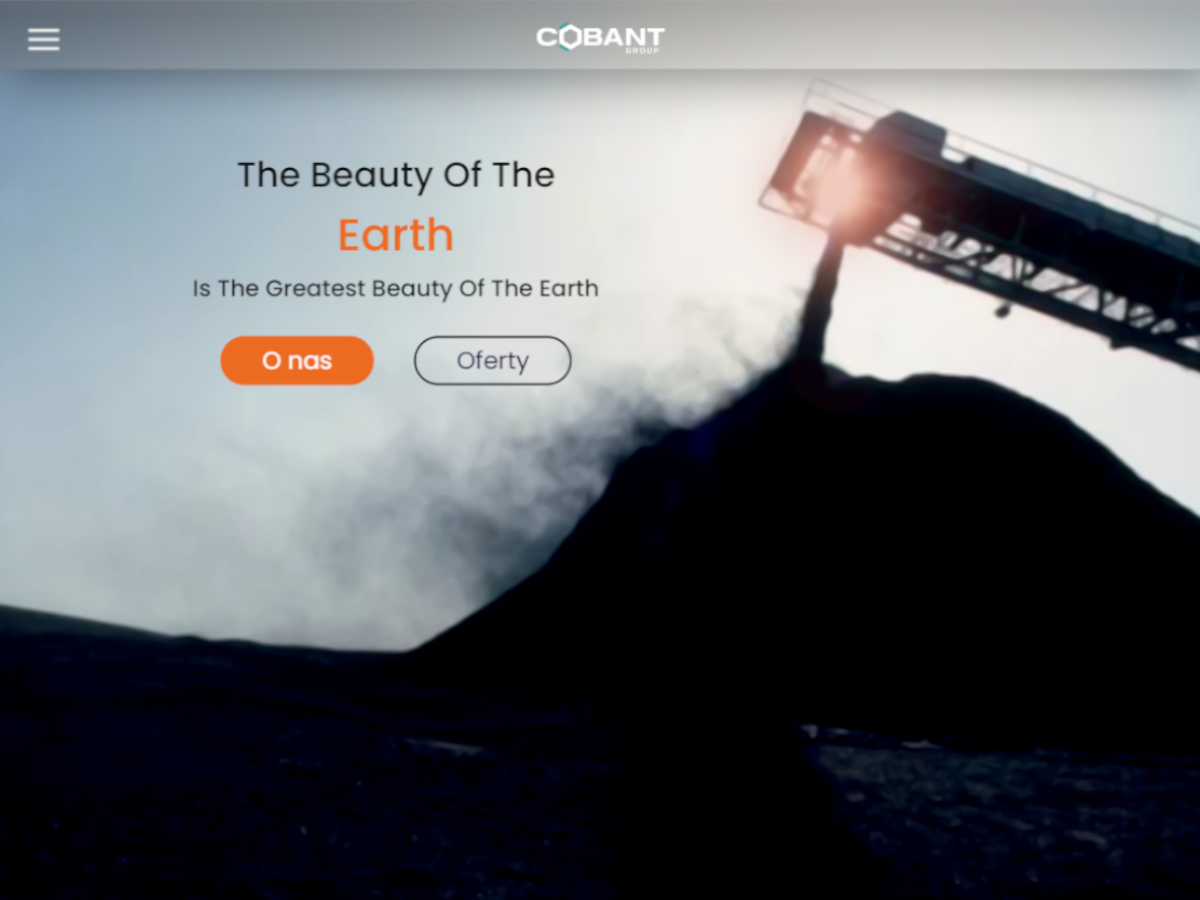 COBANT
GROUP
The Beauty Of The
Earth
Is The Greatest Beauty Of The Earth
O nas
Oferty